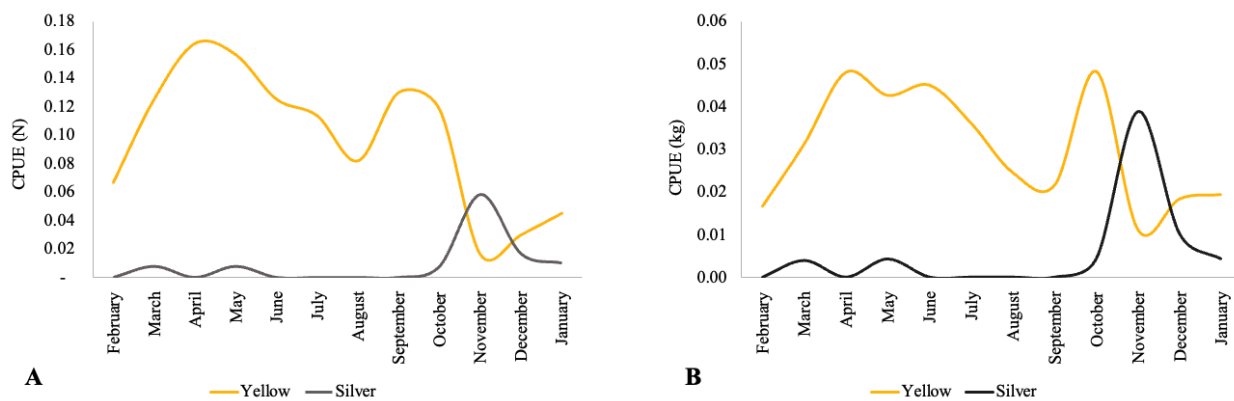 0.18
0.16
0.14
0.12
0.10
0.08
0.06
0.04
0.02
-
CPUE (N)
February
March
April
May
June
July
August
September
October
November
December
January
A
Yellow Silver
0.06
0.05
0.04
0.03
0.02
0.01
0.00
CPUE (kg)
February
March
April
May
June
July
August
September
October
November
December
January
B
Yellow Silver